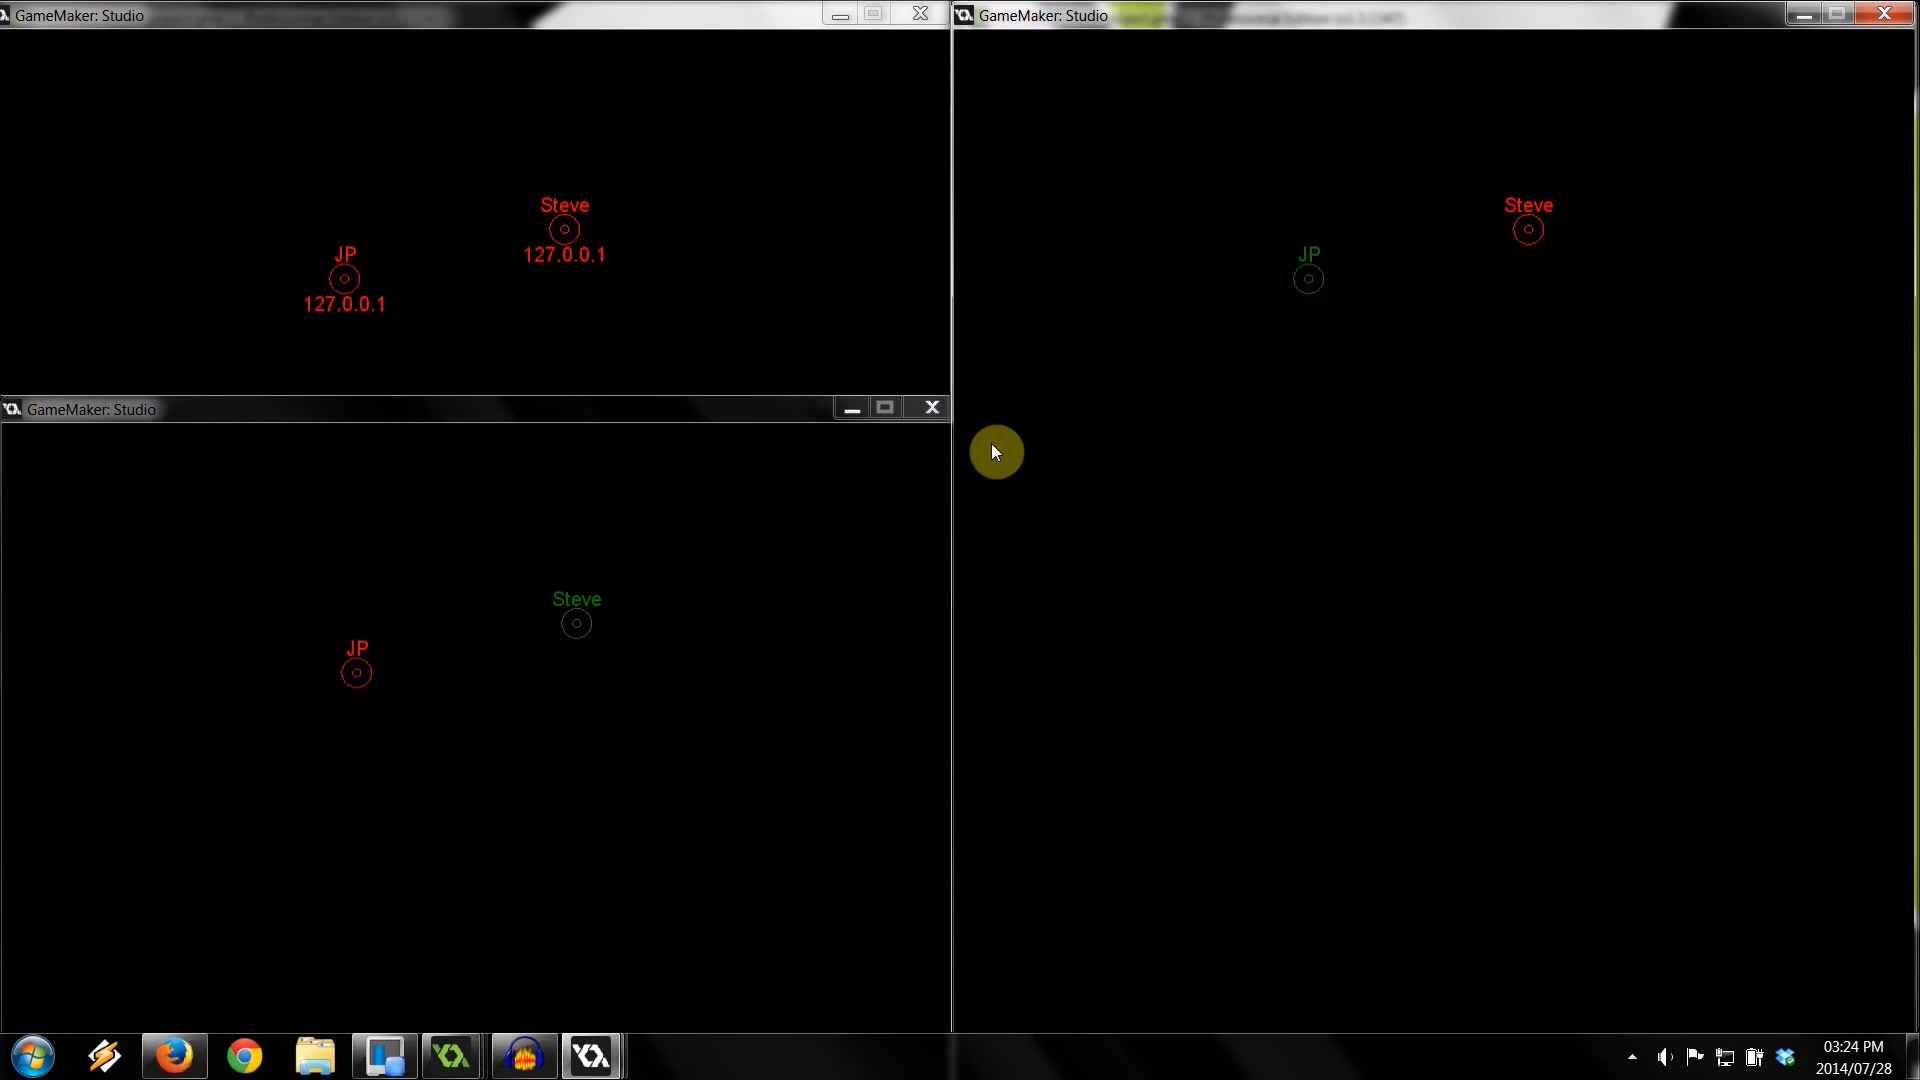 GameMaker: Studio
Steve
127.0.0.1
JP
127.0.0.1
GameMaker: Studio
Steve
JP
GameMaker: Studio
Steve
JP
03:24 PM
2014/07/28